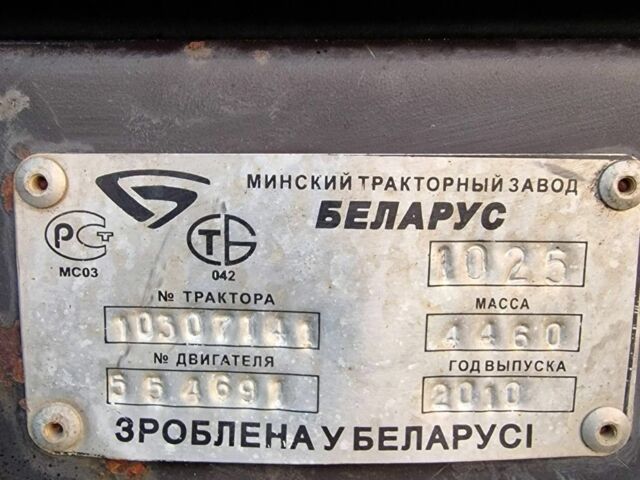 МИНСКИЙ ТРАКТОРНЫЙ ЗАВОД
БЕЛАРУС
РСТ
МС03
ТБ
042
1025
№ ТРАКТОРА
МАССА
4460
№ ДВИГАТЕЛЯ
554691
ГОД ВЫПУСКА
2010
ЗРОБЛЕНА У БЕЛАРУСІ